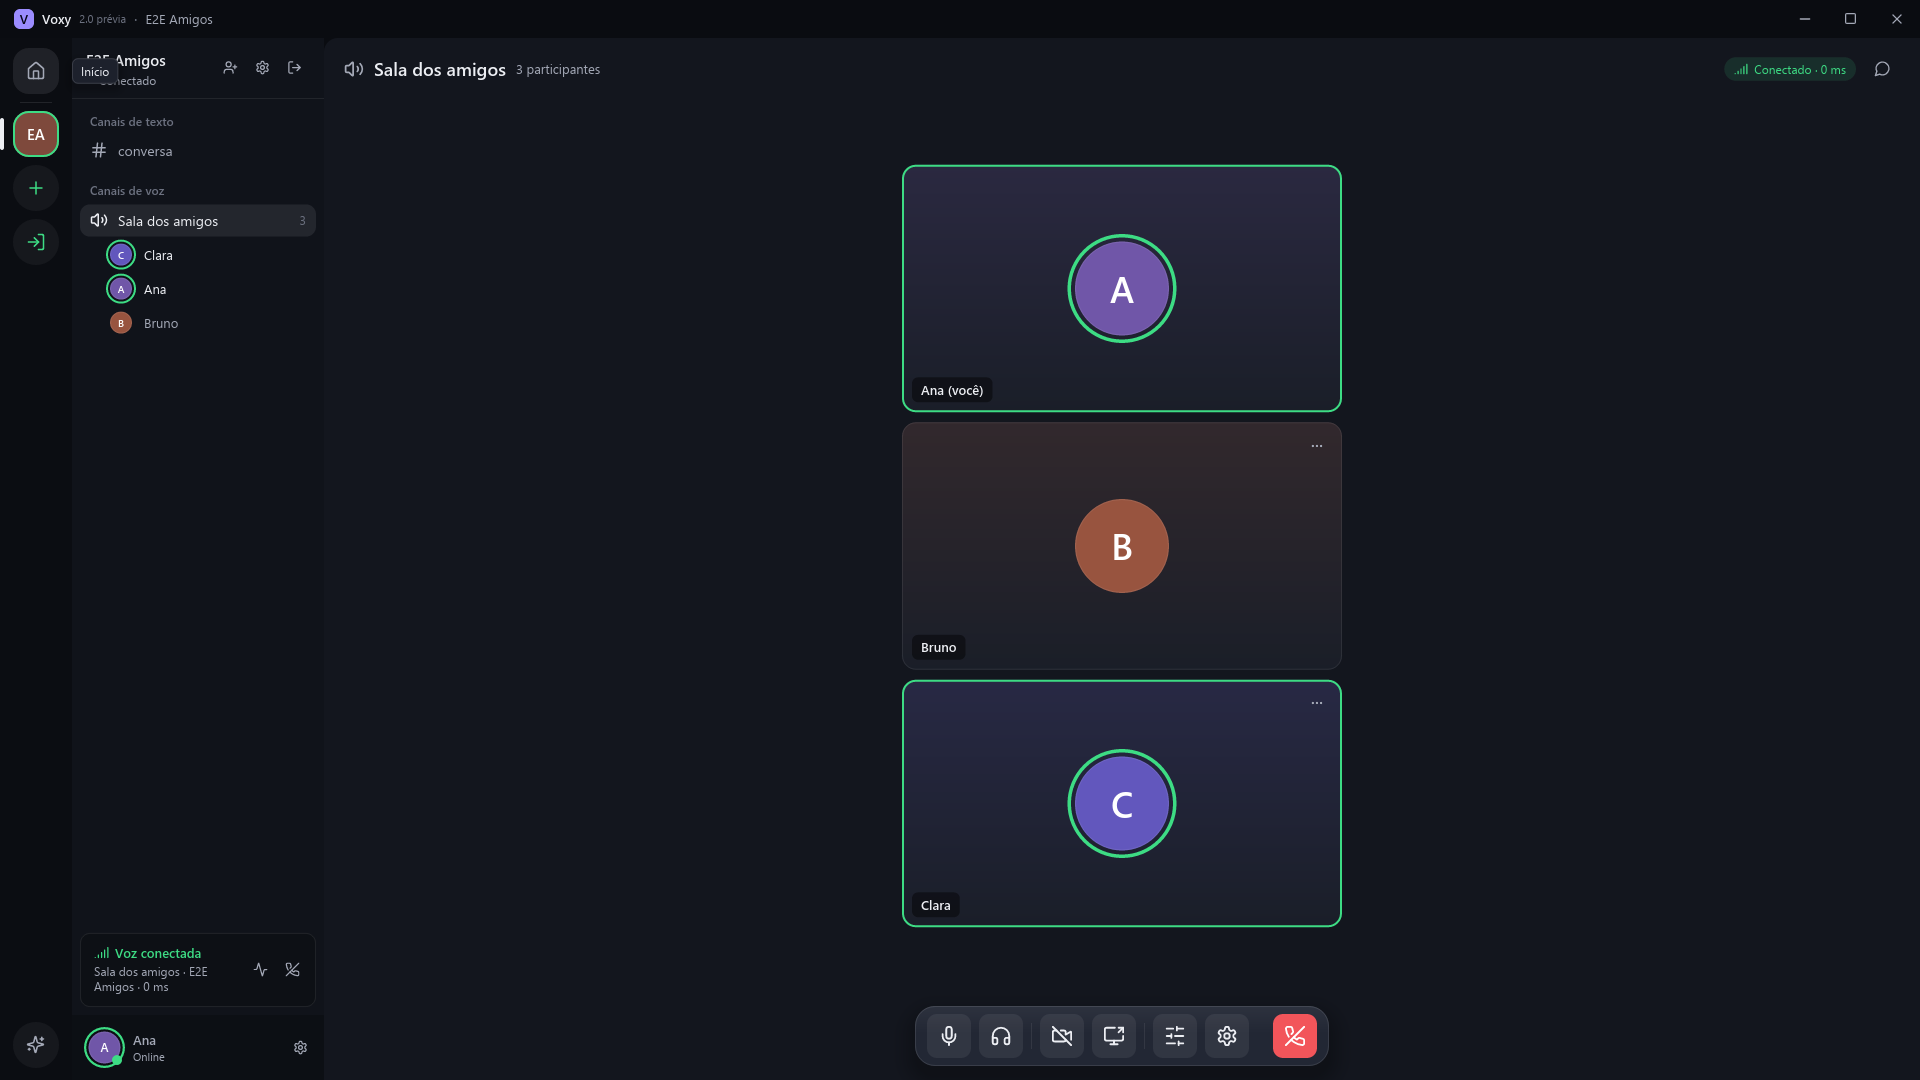 V Voxy 2.0 prévia · E2E Amigos
E2E Amigos
Início
Conectado
EA
Canais de texto
conversa
Canais de voz
Sala dos amigos 3
C Clara
A Ana
B Bruno
Voz conectada
Sala dos amigos · E2E
Amigos · 0 ms
A Ana
Online
Sala dos amigos 3 participantes
Conectado · 0 ms
A
Ana (você)
B
Bruno
C
Clara